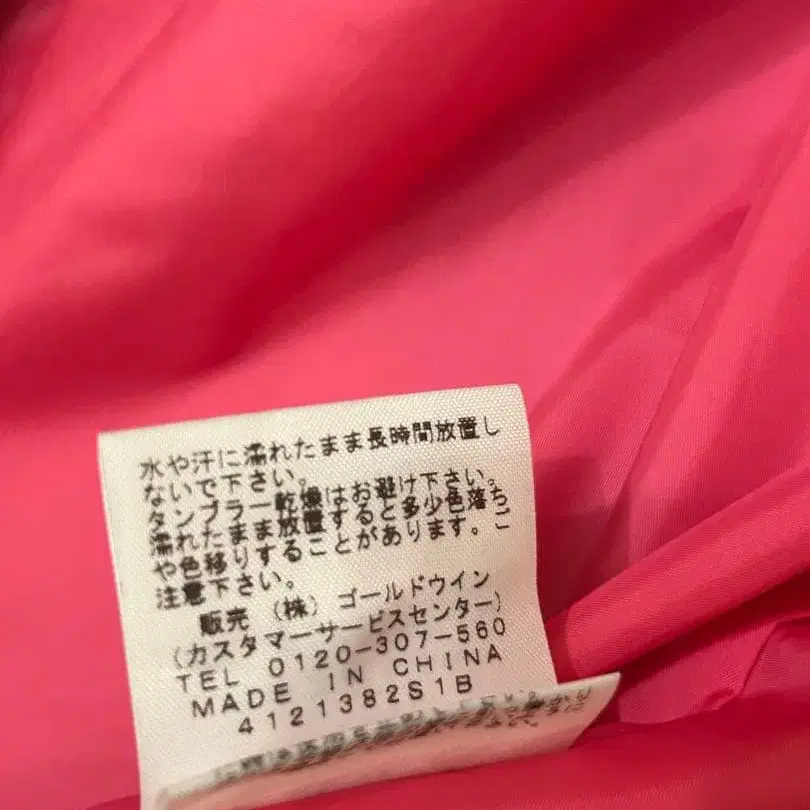 水や汗に濡れたまま長時間放置し
ないで下さい。
タンブラー乾燥はお避け下さい。
濡れたまま放置すると多少色落ち
や色移りすることがあります。ご
注意下さい。
販売 (株) ゴールドウイン
(カスタマーサービスセンター)
TEL 0120-307-560
MADE IN CHINA
4121382S1B